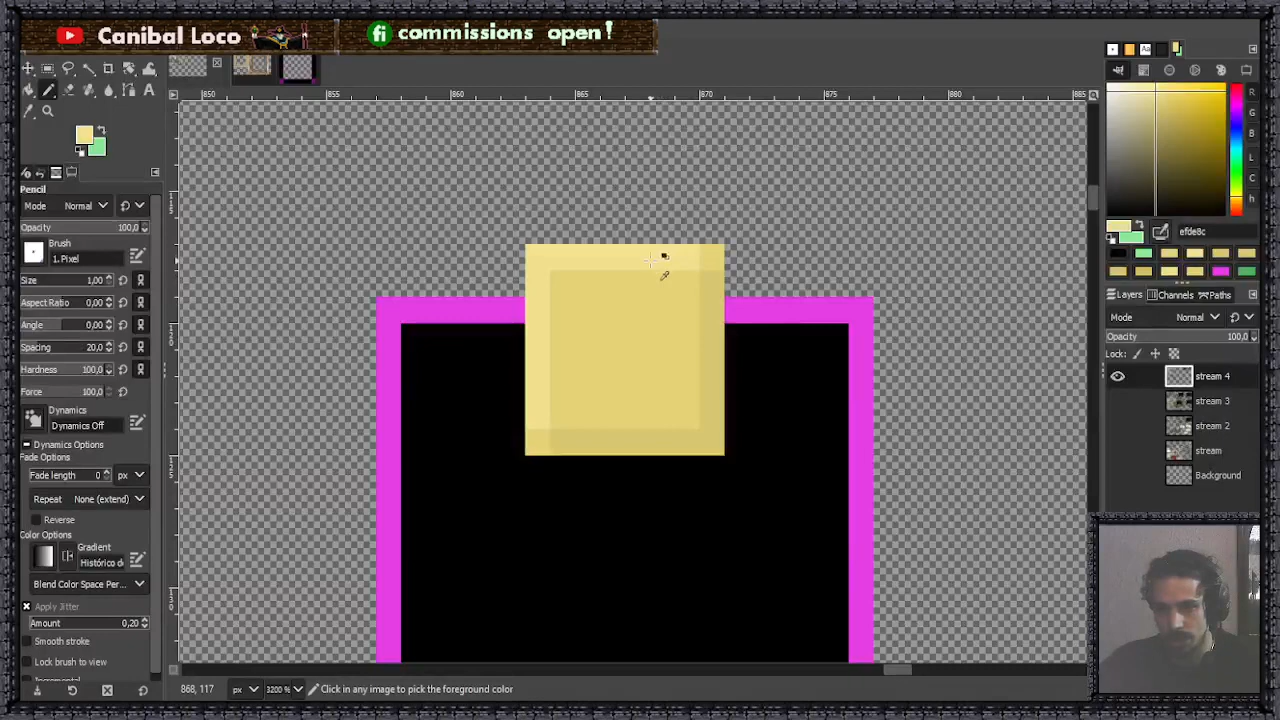 Canibal Loco
fi commissions open!
850 855 860 865 870 875 880 885
Pencil
Mode Normal
Opacity 100,0
Brush
1. Pixel
Size 1,00
Aspect Ratio 0,00
Angle 0,00
Spacing 20,0
Hardness 100,0
Force 100,0
Dynamics
Dynamics Off
Dynamics Options
Fade Options
Fade length 0 px
Repeat None (extend)
Reverse
Color Options
Gradient
Histórico d
Blend Color Space Per...
Apply Jitter
Amount 0,20
Smooth stroke
Lock brush to view
Incremental
868, 117 px 3200 % Click in any image to pick the foreground color
Aa
R
G
B
L
C
h
efde8c
Layers Channels Paths
Mode Normal
Opacity 100,0
Lock:
stream 4
stream 3
stream 2
stream
Background